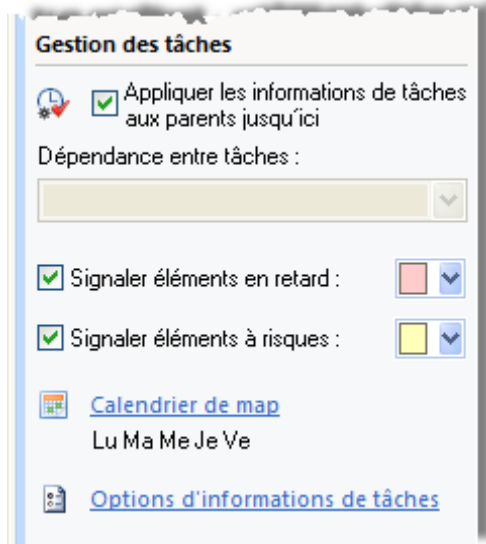 Gestion des tâches
Appliquer les informations de tâches
aux parents jusqu'ici
Dépendance entre tâches :
Signaler éléments en retard :
Signaler éléments à risques :
Calendrier de map
Lu Ma Me Je Ve
Options d'informations de tâches